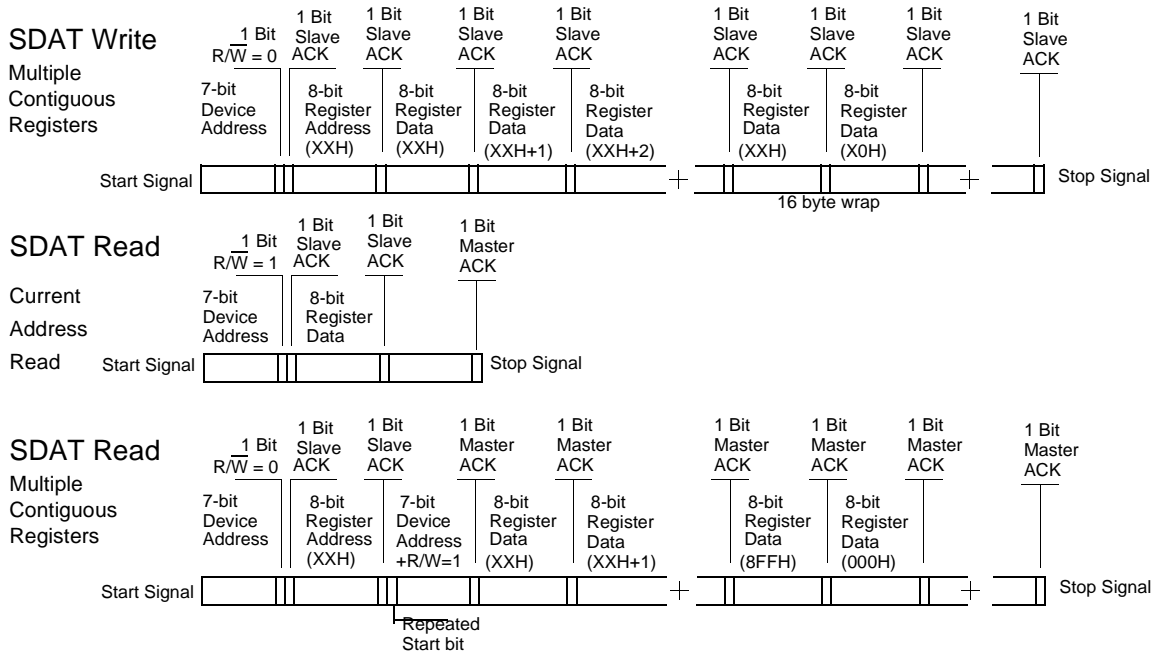 SDAT Write
Multiple
Contiguous
Registers
1 Bit
R/W = 0
1 Bit
Slave
ACK
1 Bit
Slave
ACK
1 Bit
Slave
ACK
1 Bit
Slave
ACK
1 Bit
Slave
ACK
1 Bit
Slave
ACK
1 Bit
Slave
ACK
1 Bit
Slave
ACK
7-bit
Device
Address
8-bit
Register
Address
(XXH)
8-bit
Register
Data
(XXH)
8-bit
Register
Data
(XXH+1)
8-bit
Register
Data
(XXH+2)
8-bit
Register
Data
(XXH)
8-bit
Register
Data
(X0H)
Start Signal
Stop Signal
16 byte wrap
SDAT Read
Current
Address
Read
1 Bit
R/W = 1
1 Bit
Slave
ACK
1 Bit
Slave
ACK
1 Bit
Master
ACK
7-bit
Device
Address
8-bit
Register
Data
Start Signal
Stop Signal
SDAT Read
Multiple
Contiguous
Registers
1 Bit
R/W = 0
1 Bit
Slave
ACK
1 Bit
Slave
ACK
1 Bit
Master
ACK
1 Bit
Master
ACK
1 Bit
Master
ACK
1 Bit
Master
ACK
1 Bit
Master
ACK
1 Bit
Master
ACK
7-bit
Device
Address
8-bit
Register
Address
(XXH)
7-bit
Device
Address
+R/W=1
8-bit
Register
Data
(XXH)
8-bit
Register
Data
(XXH+1)
8-bit
Register
Data
(8FFH)
8-bit
Register
Data
(000H)
Start Signal
Stop Signal
Repeated
Start bit